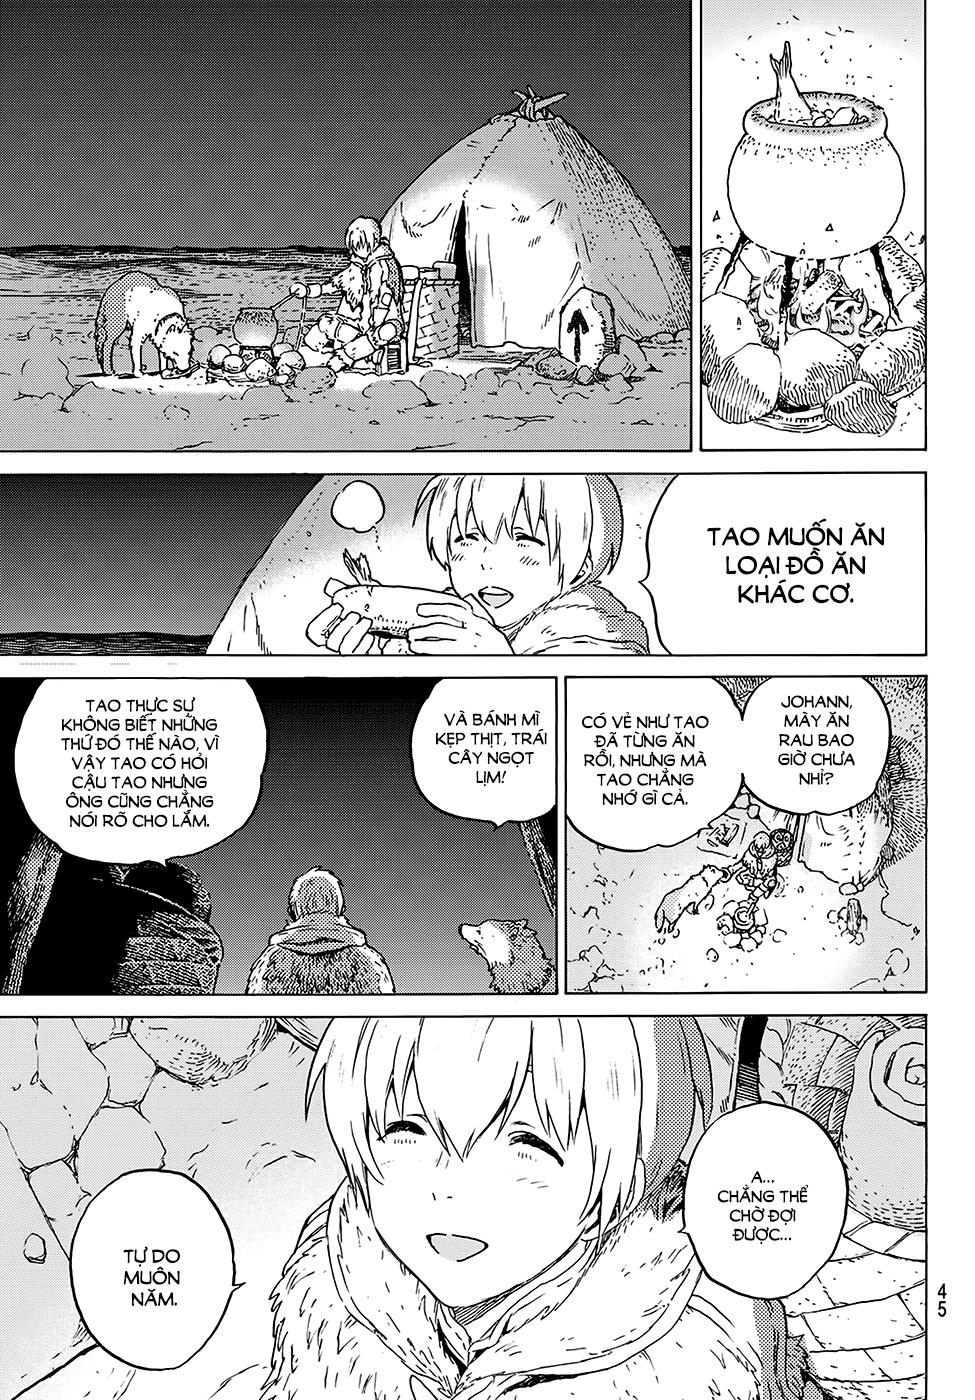 TAO MUỐN ĂN
LOẠI ĐỒ ĂN
KHÁC CƠ.
JOHANN,
MÀY ĂN
RAU BAO
GIỜ CHƯA
NHỈ?
CÓ VẺ NHƯ TAO
ĐÃ TỪNG ĂN
RỒI, NHƯNG MÀ
TAO CHẲNG
NHỚ GÌ CẢ.
VÀ BÁNH MÌ
KẸP THỊT, TRÁI
CÂY NGỌT
LỊM!
TAO THỰC SỰ
KHÔNG BIẾT NHỮNG
THỨ ĐÓ THẾ NÀO, VÌ
VẬY TAO CÓ HỎI
CẬU TAO NHƯNG
ÔNG CŨNG CHẲNG
NÓI RÕ CHO LẮM.
A...
CHẲNG THỂ
CHỜ ĐỢI
ĐƯỢC...
TỰ DO
MUÔN
NĂM.
45